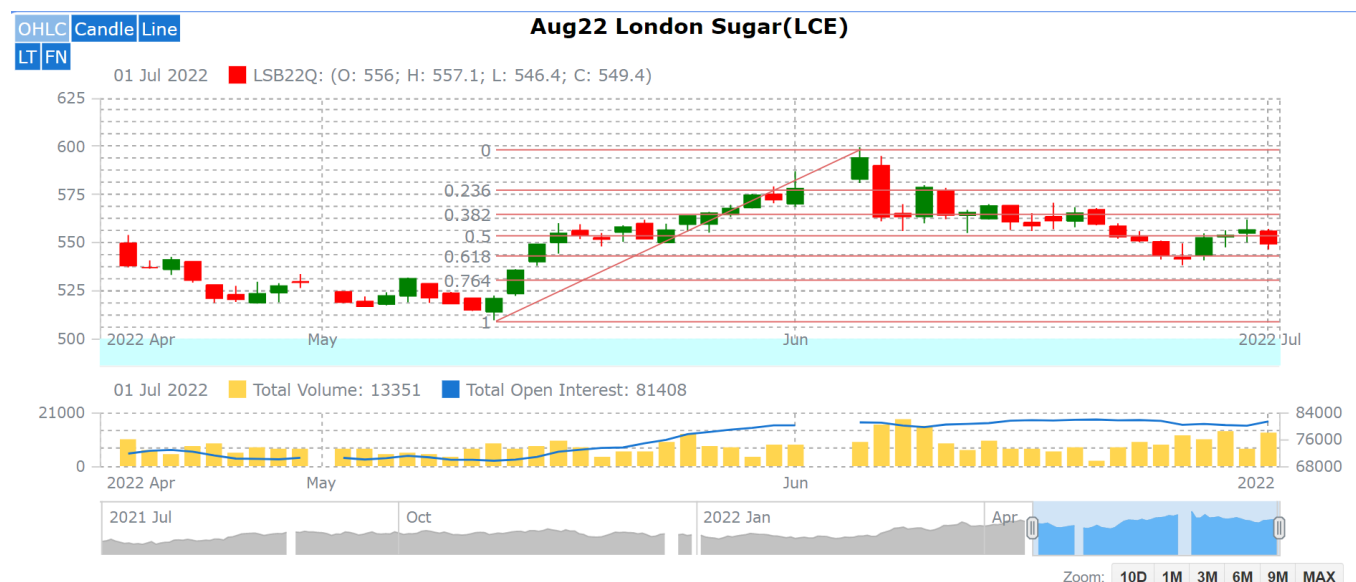 Aug22 London Sugar(LCE)
OHLC Candle Line
LT FN
01 Jul 2022 LSB22Q: (O: 556; H: 557.1; L: 546.4; C: 549.4)
625
600
575
550
525
500
0
0.236
0.382
0.5
0.618
0.764
1
2022 Apr May Jun 2022 Jul
01 Jul 2022 Total Volume: 13351 Total Open Interest: 81408
21000 84000
76000
0 68000
2022 Apr May Jun 2022
2021 Jul Oct 2022 Jan Apr
Zoom: 10D 1M 3M 6M 9M MAX